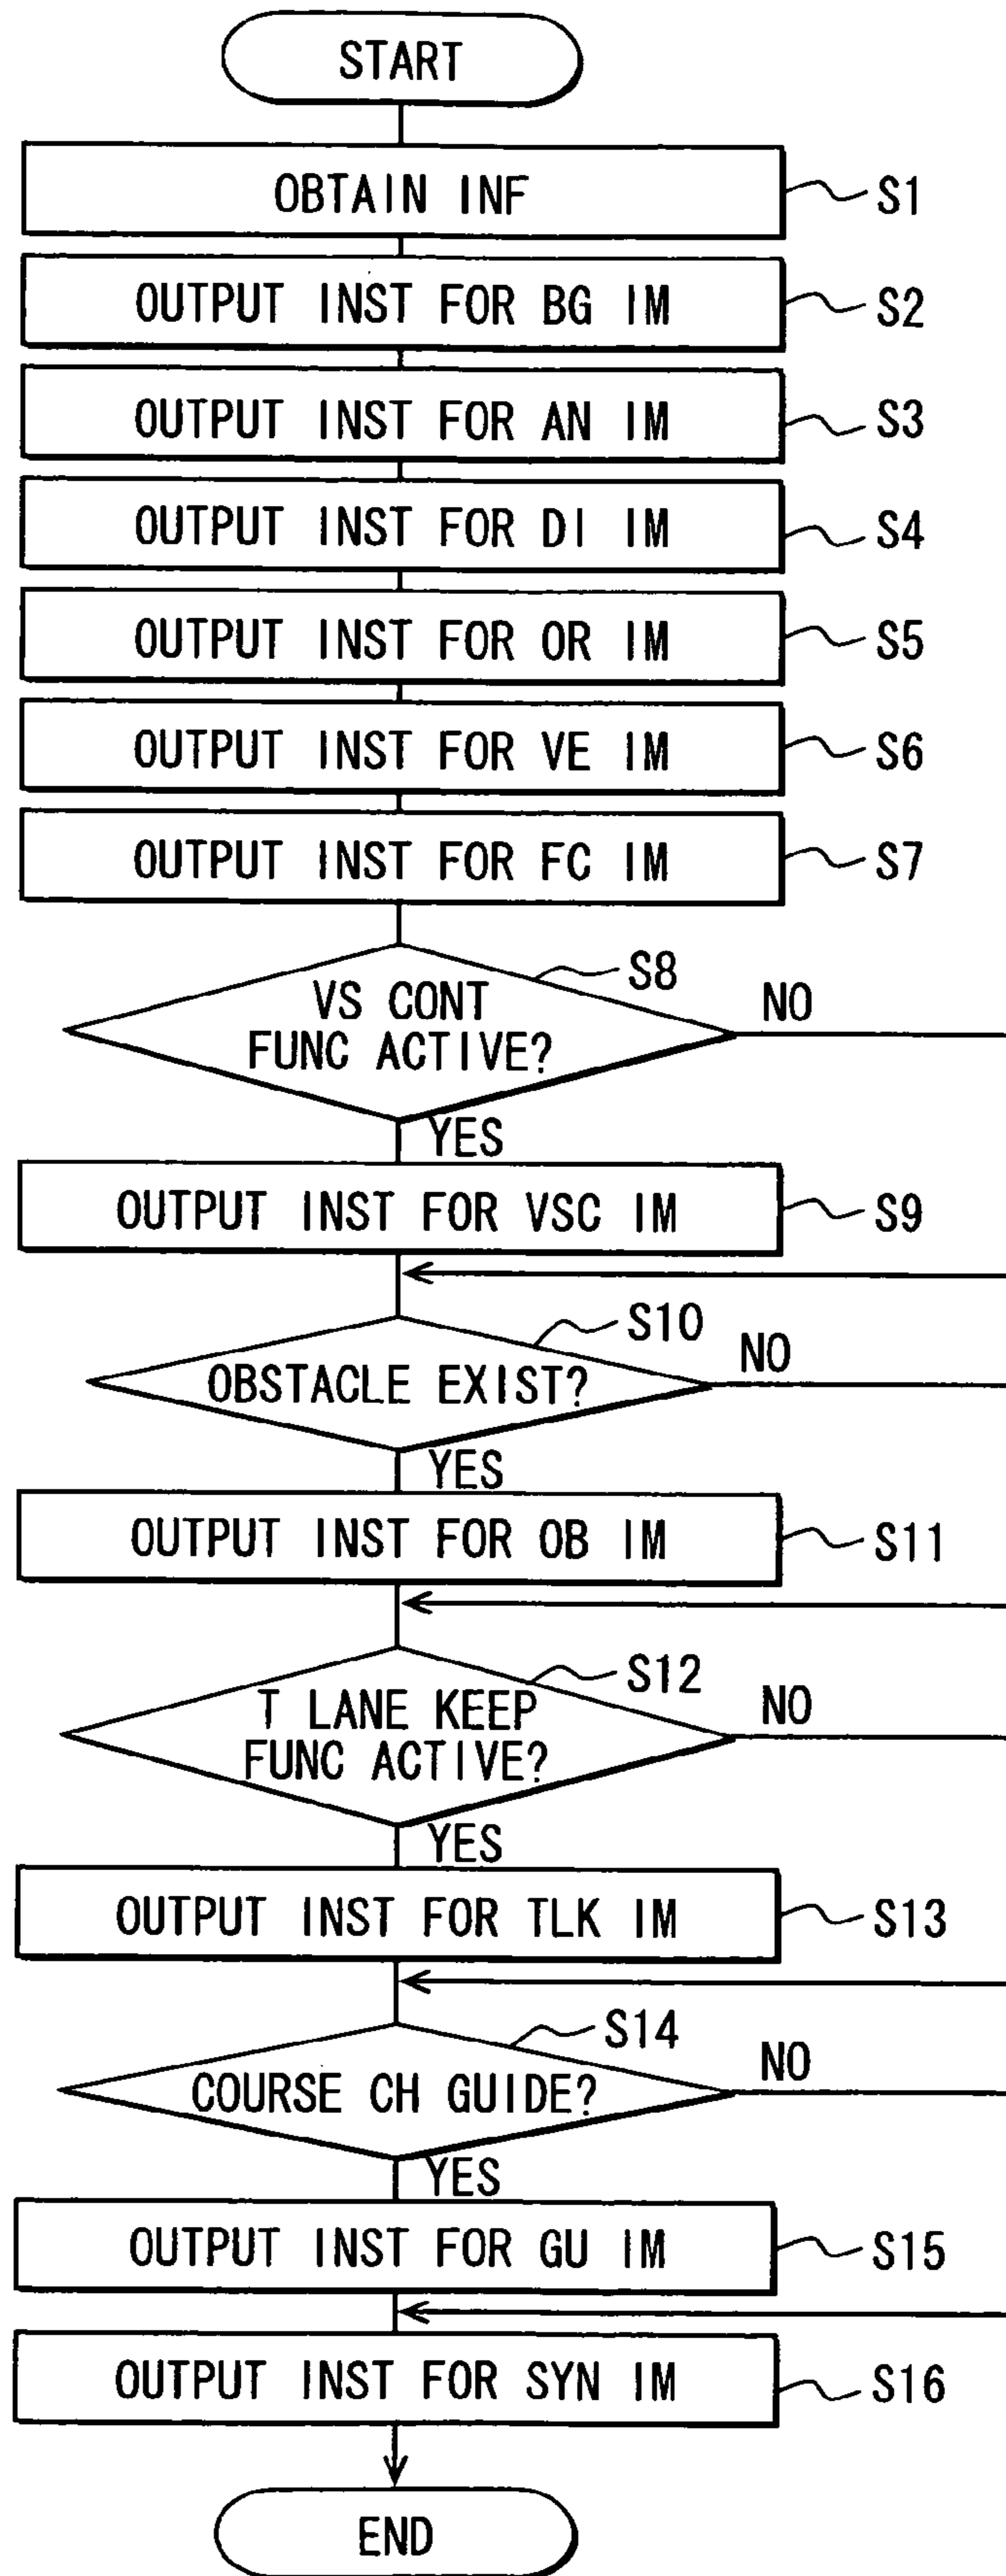 START
OBTAIN INF
S1
OUTPUT INST FOR BG IM
S2
OUTPUT INST FOR AN IM
S3
OUTPUT INST FOR DI IM
S4
OUTPUT INST FOR OR IM
S5
OUTPUT INST FOR VE IM
S6
OUTPUT INST FOR FC IM
S7
S8
VS CONT
FUNC ACTIVE?
NO
YES
OUTPUT INST FOR VSC IM
S9
S10
OBSTACLE EXIST?
NO
YES
OUTPUT INST FOR OB IM
S11
S12
T LANE KEEP
FUNC ACTIVE?
NO
YES
OUTPUT INST FOR TLK IM
S13
S14
COURSE CH GUIDE?
NO
YES
OUTPUT INST FOR GU IM
S15
OUTPUT INST FOR SYN IM
S16
END